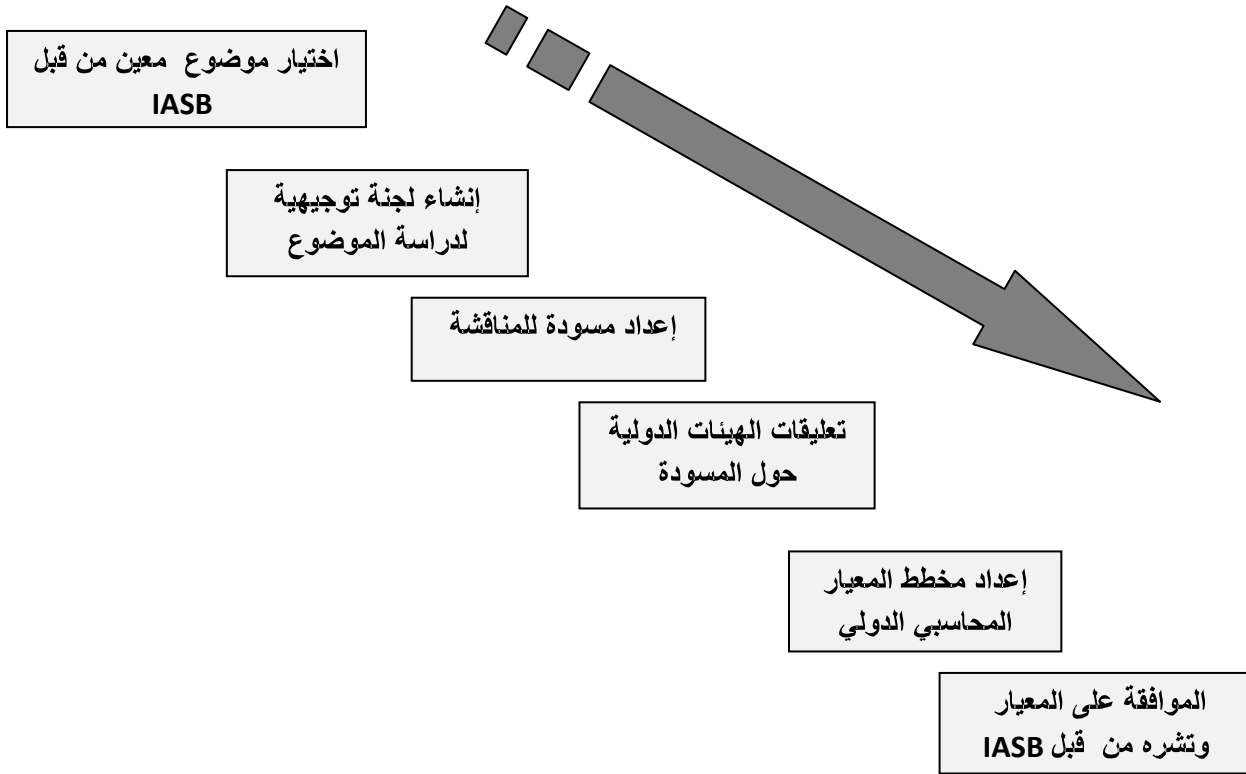 اختيار موضوع معين من قبل
IASB
إنشاء لجنة توجيهية
لدراسة الموضوع
إعداد مسودة للمناقشة
تعليقات الهيئات الدولية
حول المسودة
إعداد مخطط المعيار
المحاسبي الدولي
الموافقة على المعيار
وتشره من قبل IASB